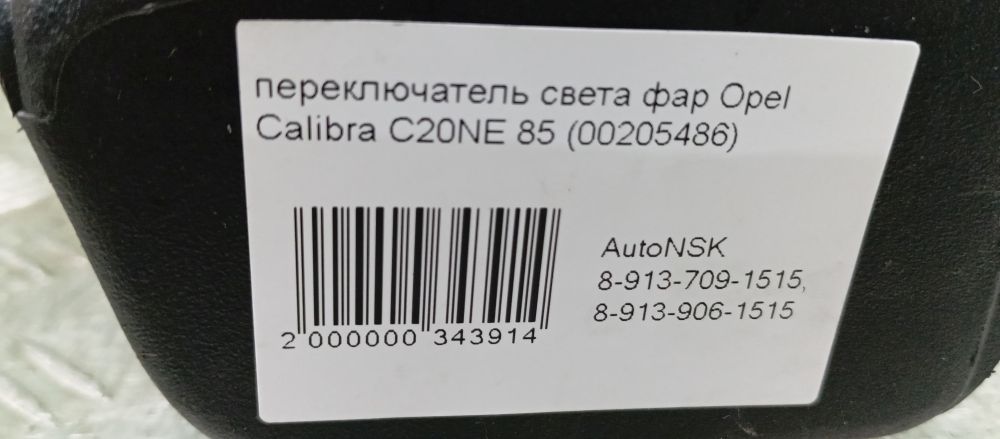 переключатель света фар Opel
Calibra C20NE 85 (00205486)
AutoNSK
8-913-709-1515,
8-913-906-1515
2 000000 343914